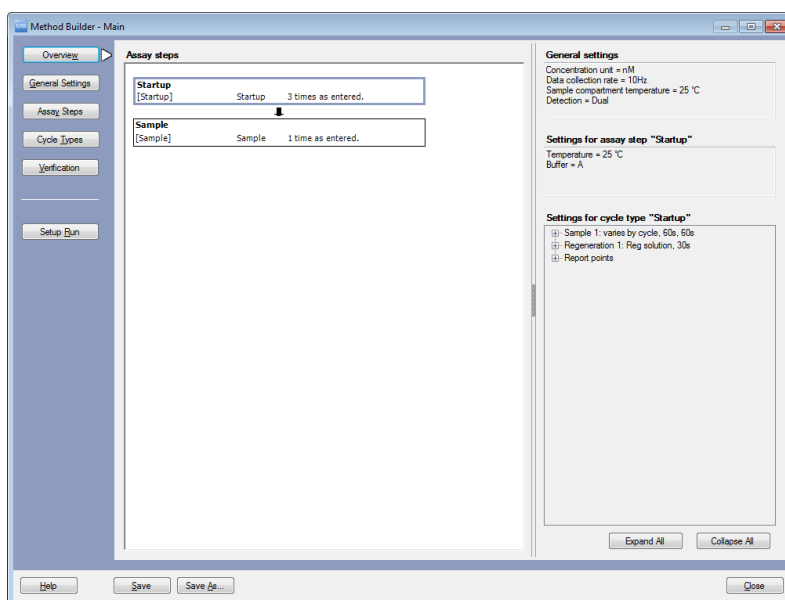 Method Builder - Main
Overview
General Settings
Assay Steps
Cycle Types
Verification
Setup Run
Assay steps
Startup
[Startup] Startup 3 times as entered.
Sample
[Sample] Sample 1 time as entered.
General settings
Concentration unit = nM
Data collection rate = 10Hz
Sample compartment temperature = 25 °C
Detection = Dual
Settings for assay step "Startup"
Temperature = 25 °C
Buffer = A
Settings for cycle type "Startup"
Sample 1: varies by cycle, 60s, 60s
Regeneration 1: Reg solution, 30s
Report points
Expand All Collapse All
Help Save Save As... Close